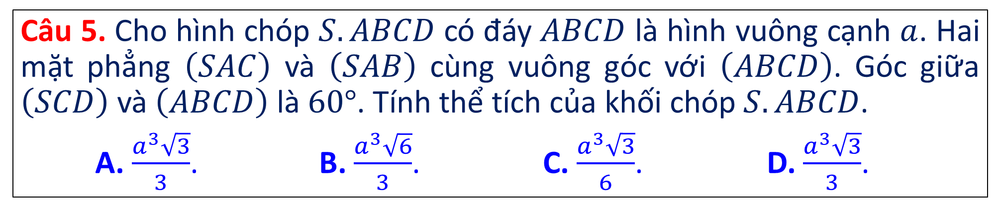 Câu 5. Cho hình chóp S.ABCD có đáy ABCD là hình vuông cạnh a. Hai
mặt phẳng (SAC) và (SAB) cùng vuông góc với (ABCD). Góc giữa
(SCD) và (ABCD) là 60°. Tính thể tích của khối chóp S.ABCD.
A. \frac{a^3\sqrt{3}}{3}. B. \frac{a^3\sqrt{6}}{3}. C. \frac{a^3\sqrt{3}}{6}. D. \frac{a^3\sqrt{3}}{3}.